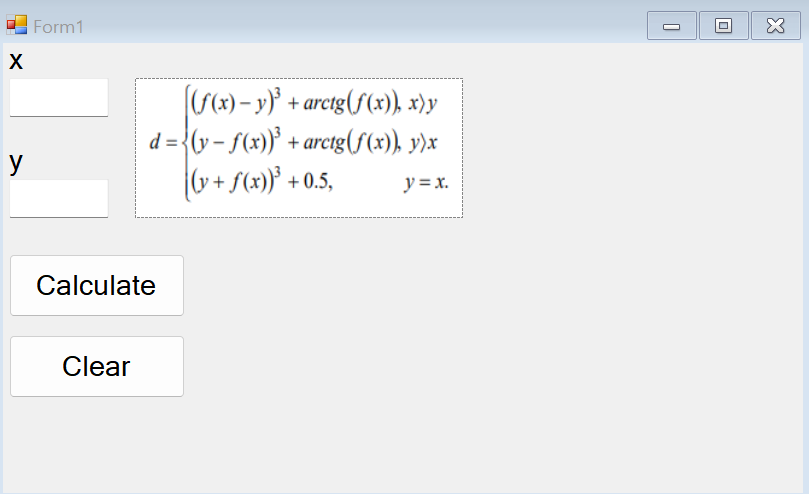 Form1
x
y
d = { (f(x) – y)³ + arctg(f(x)), x⟩y
(y – f(x))³ + arctg(f(x)), y⟩x
(y + f(x))³ + 0.5, y = x.
Calculate
Clear